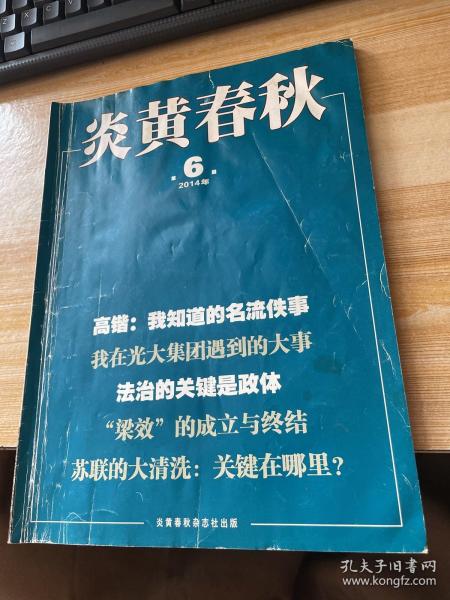 炎黄春秋
第6期
2014年
高锴：我知道的名流佚事
我在光大集团遇到的大事
法治的关键是政体
“梁效”的成立与终结
苏联的大清洗：关键在哪里？
炎黄春秋杂志社出版
孔夫子旧书网
www.kongfz.com